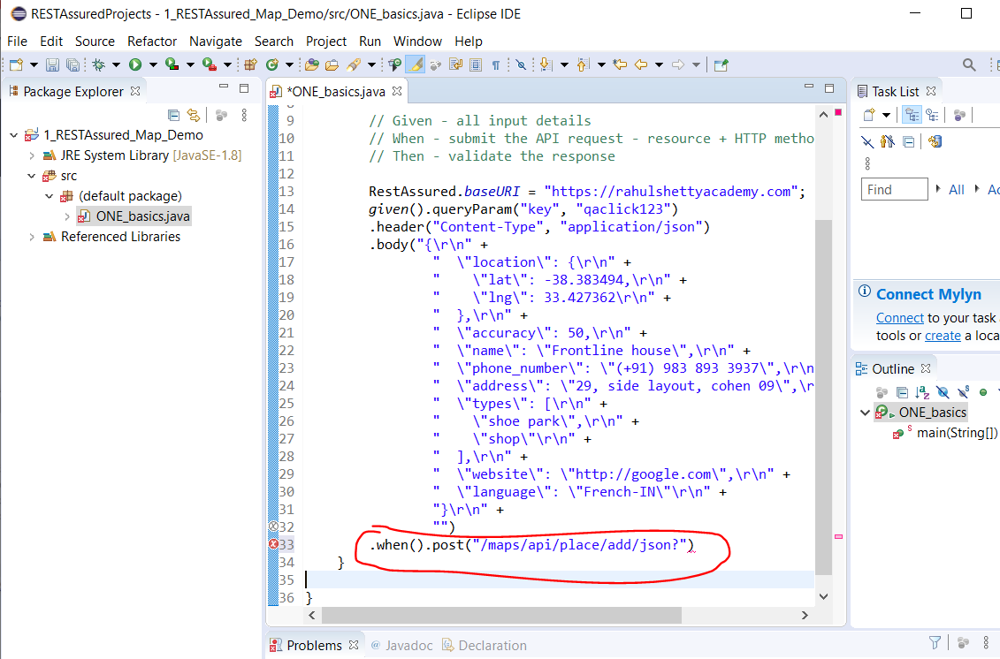 RESTAssuredProjects - 1_RESTAssured_Map_Demo/src/ONE_basics.java - Eclipse IDE
File Edit Source Refactor Navigate Search Project Run Window Help
Package Explorer
1_RESTAssured_Map_Demo
JRE System Library [JavaSE-1.8]
src
(default package)
ONE_basics.java
Referenced Libraries
*ONE_basics.java
9 // Given - all input details
10 // When - submit the API request - resource + HTTP metho
11 // Then - validate the response
12
13 RestAssured.baseURI = "https://rahulshettyacademy.com";
14 given().queryParam("key", "qaclick123")
15 .header("Content-Type", "application/json")
16 .body("{\r\n" +
17 "  \"location\": {\r\n" +
18 "    \"lat\": -38.383494,\r\n" +
19 "    \"lng\": 33.427362\r\n" +
20 "  },\r\n" +
21 "  \"accuracy\": 50,\r\n" +
22 "  \"name\": \"Frontline house\",\r\n" +
23 "  \"phone_number\": \"(+91) 983 893 3937\",\r\n
24 "  \"address\": \"29, side layout, cohen 09\",\r
25 "  \"types\": [\r\n" +
26 "    \"shoe park\",\r\n" +
27 "    \"shop\"\r\n" +
28 "  ],\r\n" +
29 "  \"website\": \"http://google.com\",\r\n" +
30 "  \"language\": \"French-IN\"\r\n" +
31 "}\r\n" +
32 "")
33 .when().post("/maps/api/place/add/json?")
34 }
35
36 }
Task List
Find All Ac
Connect Mylyn
Connect to your task
tools or create a loca
Outline
ONE_basics
main(String[])
Problems @ Javadoc Declaration